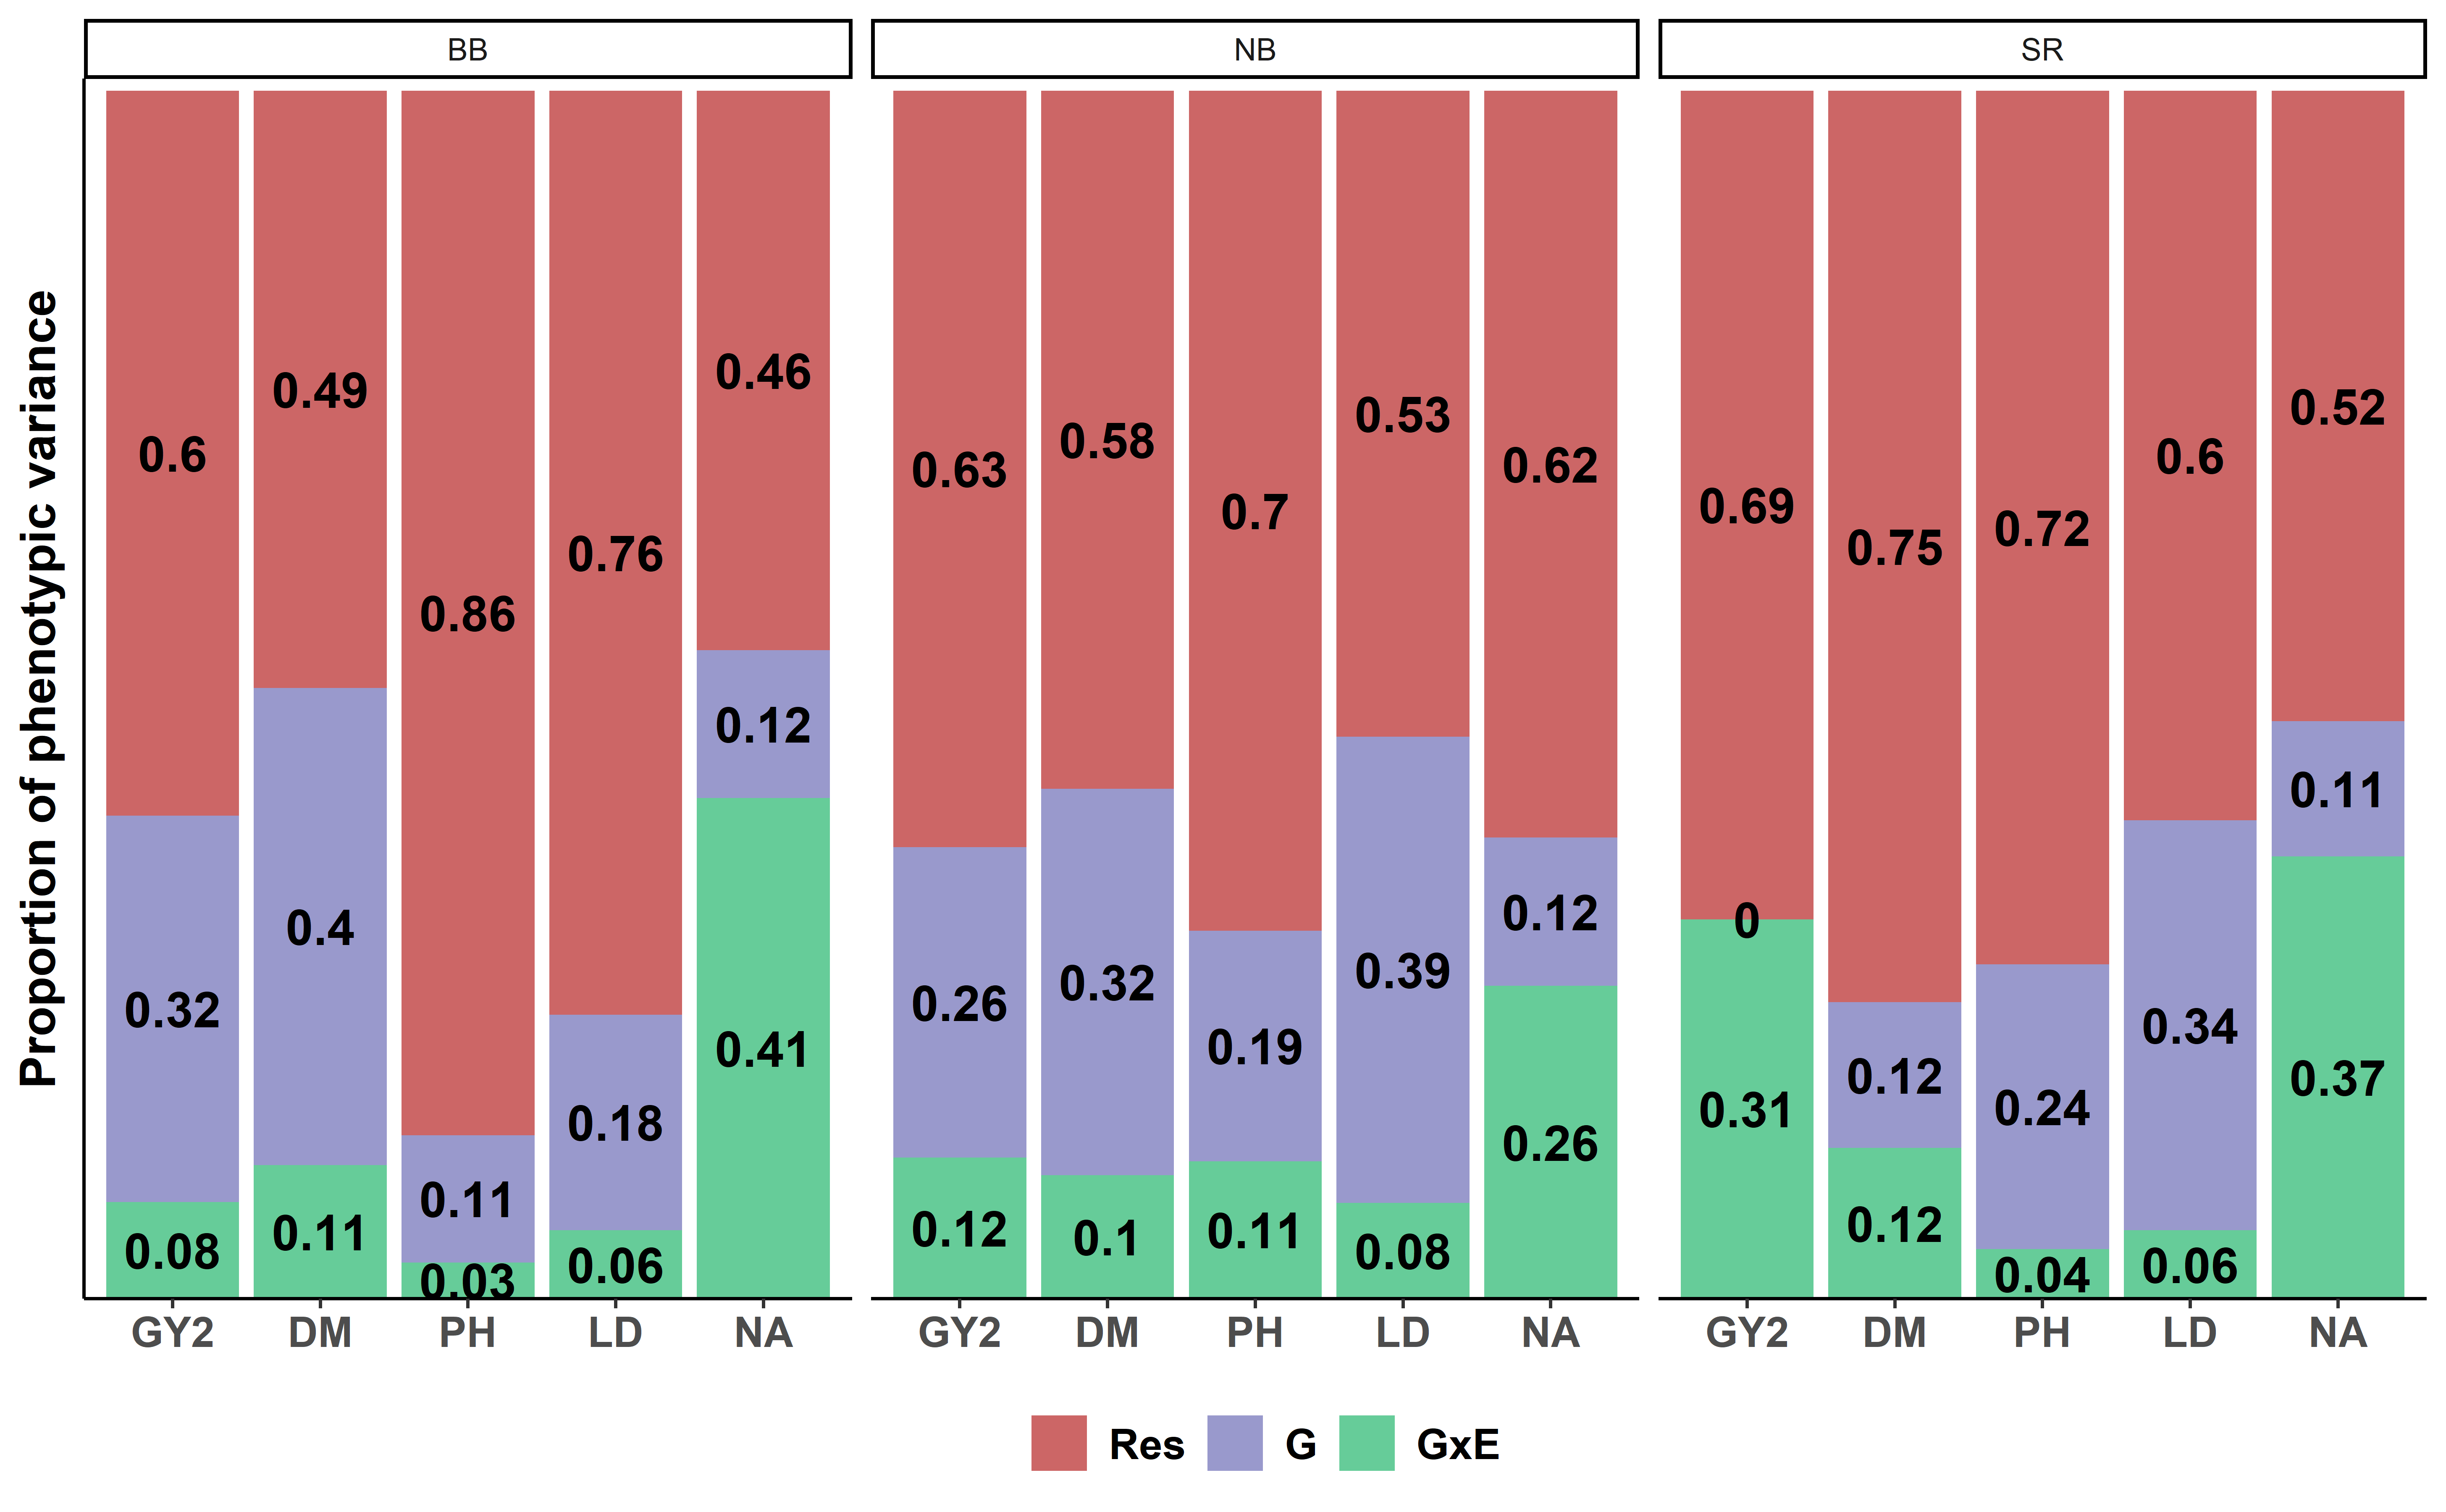 BB NB SR
Proportion of phenotypic variance
0.6 0.49 0.86 0.76 0.46
0.32 0.4 0.11 0.18 0.12
0.08 0.11 0.03 0.06 0.41
0.63 0.58 0.7 0.53 0.62
0.26 0.32 0.19 0.39 0.12
0.12 0.1 0.11 0.08 0.26
0.69 0.75 0.72 0.6 0.52
0 0.12 0.24 0.34 0.11
0.31 0.12 0.04 0.06 0.37
GY2 DM PH LD NA GY2 DM PH LD NA GY2 DM PH LD NA
Res G GxE